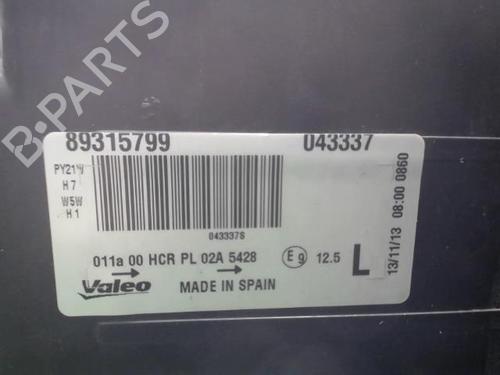 B-PARTS
89315799 043337
PY21W
H7
W5W
H1
043337S
011a 00 HCR PL 02A 5428 E9 12.5 L
Valeo MADE IN SPAIN
13/11/13 08:00 0860